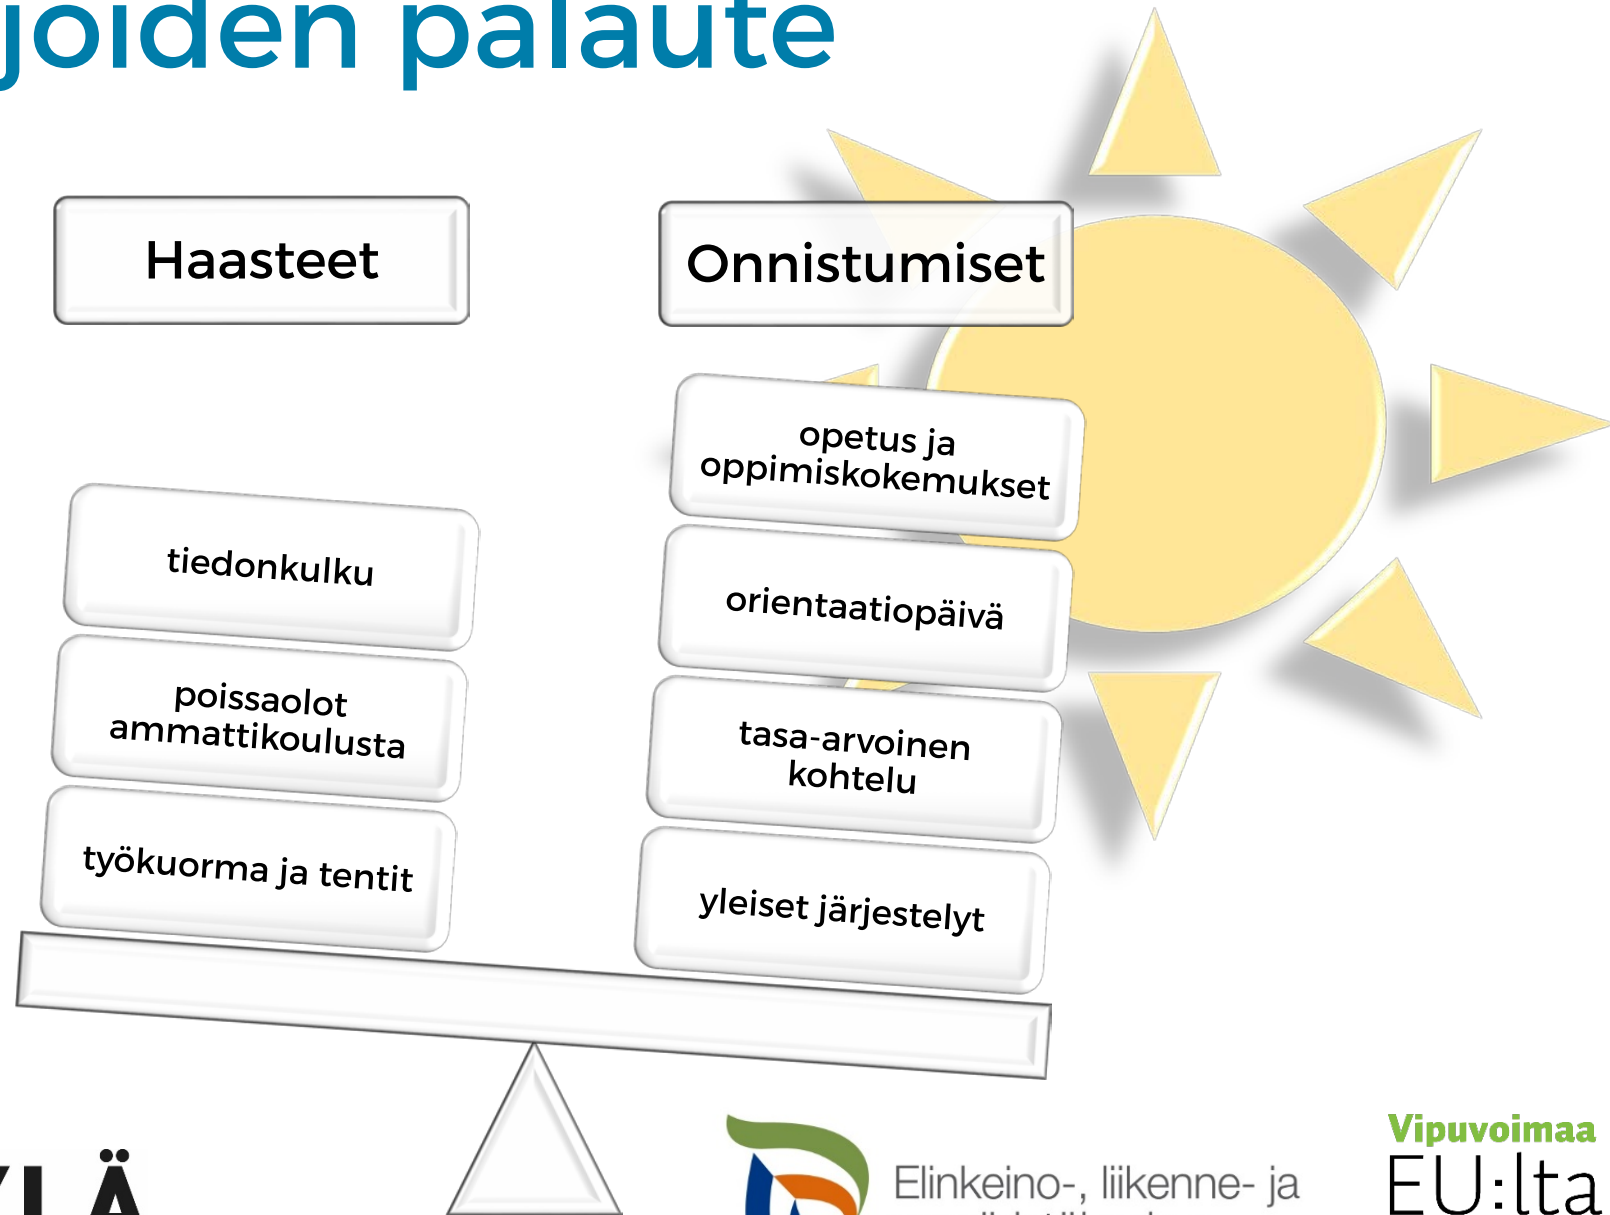 joiden palaute
Haasteet
Onnistumiset
tiedonkulku
poissaolot
ammattikoulusta
työkuorma ja tentit
opetus ja
oppimiskokemukset
orientaatiopäivä
tasa-arvoinen
kohtelu
yleiset järjestelyt
YLÄ
Elinkeino-, liikenne- ja
Vipuvoimaa
EU:lta